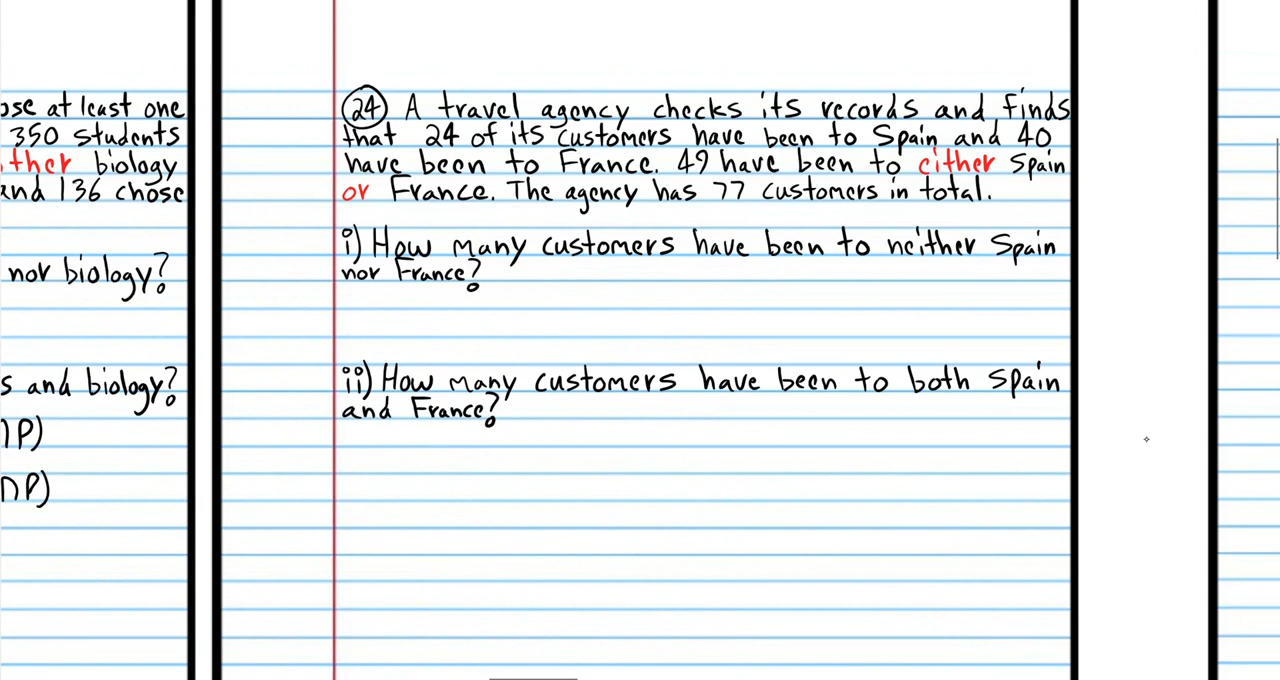 ose at least one
350 students
ither biology
and 136 chose
nor biology?
s and biology?
∩P)
∩P)
24 A travel agency checks its records and finds
that 24 of its customers have been to Spain and 40
have been to France. 49 have been to either Spain
or France. The agency has 77 customers in total.
i) How many customers have been to neither Spain
nor France?
ii) How many customers have been to both Spain
and France?